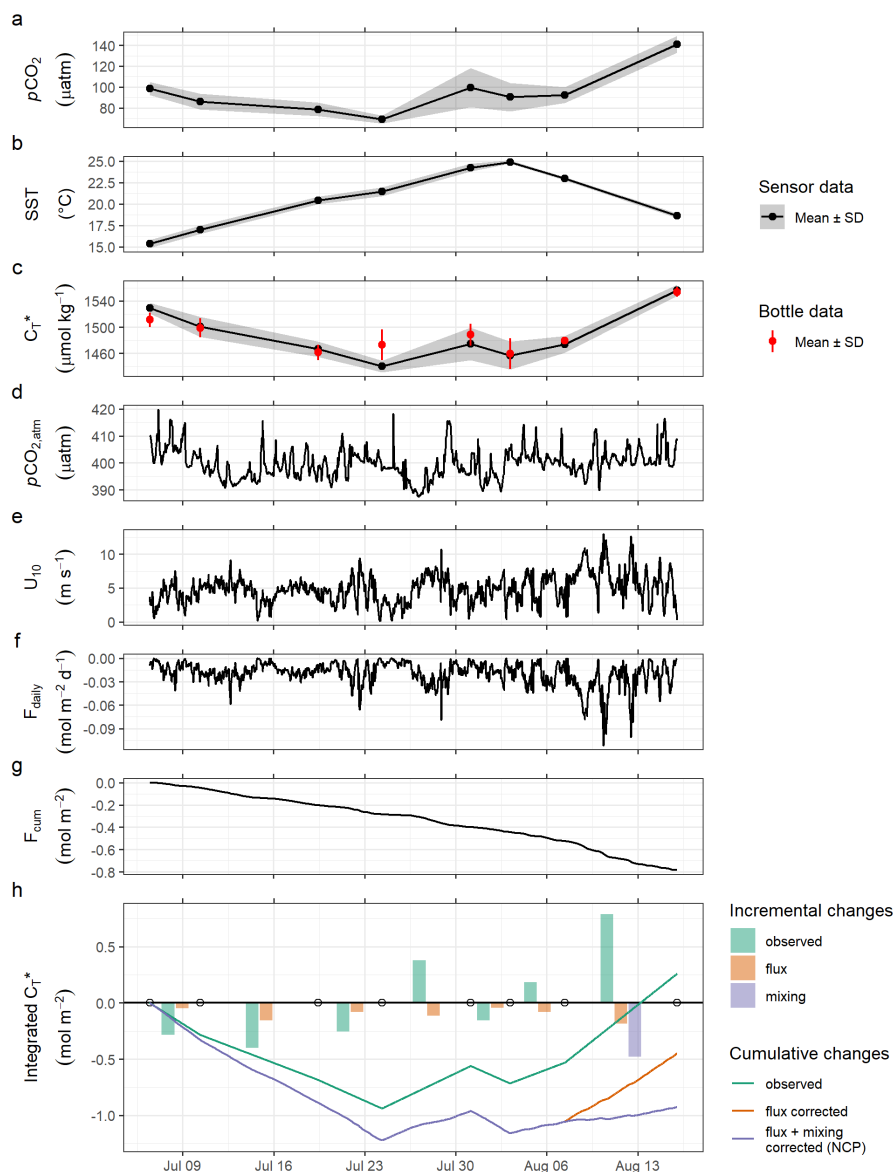 a
140
120
100
80
pCO₂
(µatm)
b
25.0
22.5
20.0
17.5
15.0
SST
(°C)
Sensor data
Mean ± SD
c
1540
1500
1460
C_T*
(µmol kg⁻¹)
Bottle data
Mean ± SD
d
420
410
400
390
pCO₂,atm
(µatm)
e
10
5
0
U₁₀
(m s⁻¹)
f
0.00
-0.03
-0.06
-0.09
F_daily
(mol m⁻² d⁻¹)
g
0.0
-0.2
-0.4
-0.6
-0.8
F_cum
(mol m⁻²)
h
0.5
0.0
-0.5
-1.0
Integrated C_T*
(mol m⁻²)
Jul 09 Jul 16 Jul 23 Jul 30 Aug 06 Aug 13
Incremental changes
observed
flux
mixing
Cumulative changes
observed
flux corrected
flux + mixing
corrected (NCP)